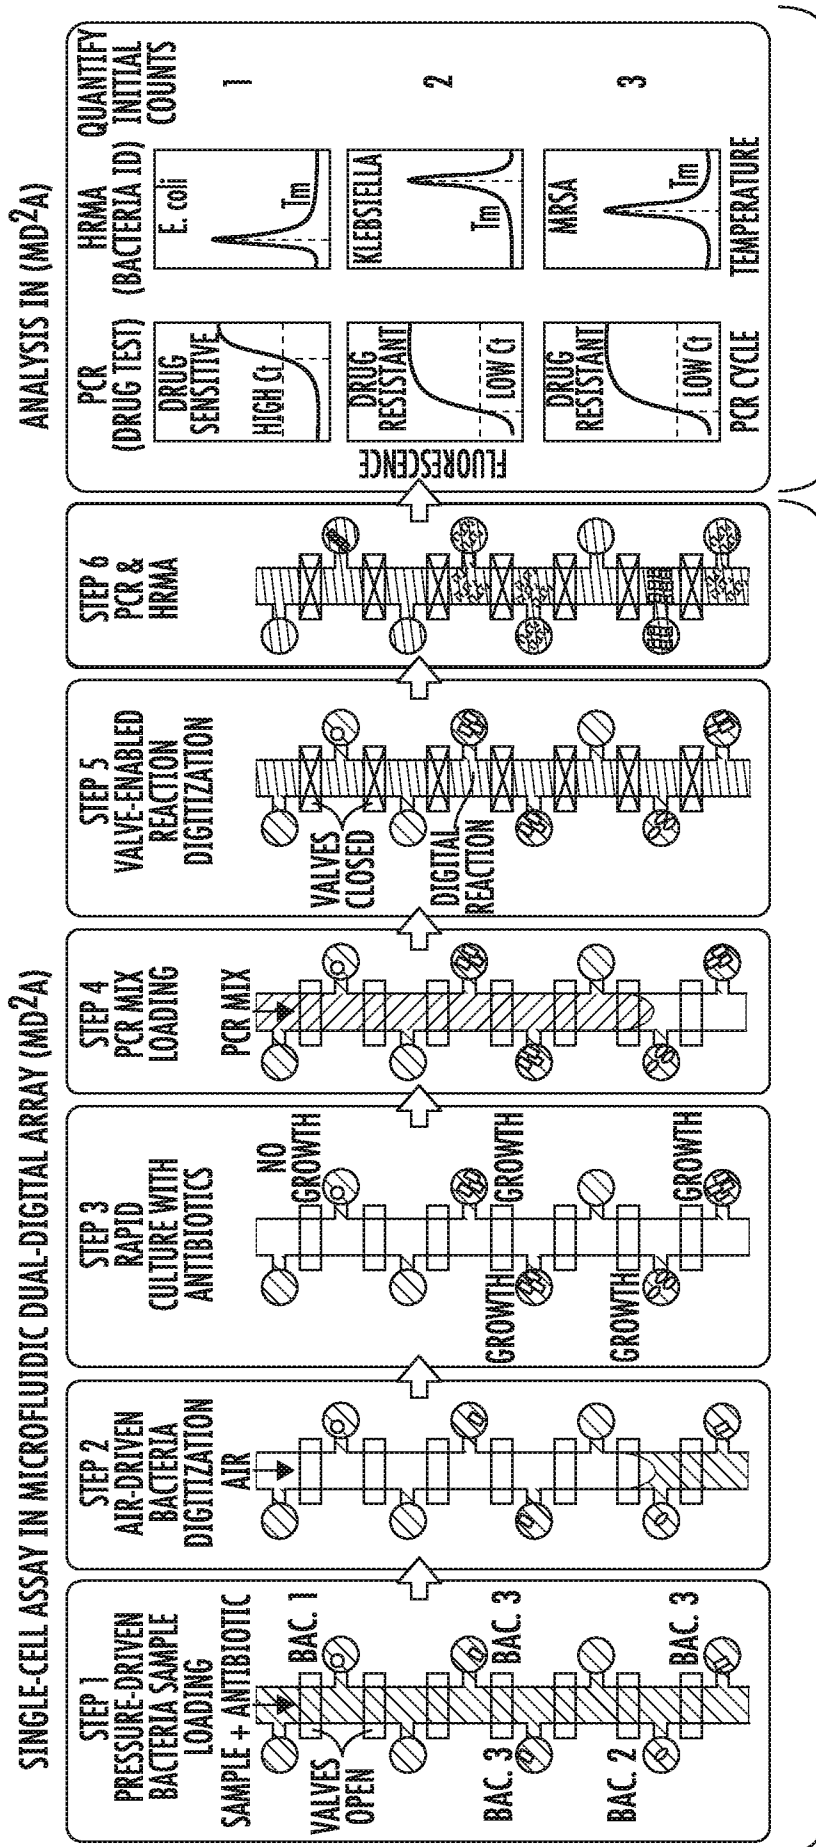 SINGLE-CELL ASSAY IN MICROFLUIDIC DUAL-DIGITAL ARRAY (MD²A)
STEP 1
PRESSURE-DRIVEN
BACTERIA SAMPLE
LOADING
SAMPLE + ANTIBIOTIC
VALVES
OPEN
BAC. 1
BAC. 3
BAC. 3
BAC. 2
BAC. 3
STEP 2
AIR-DRIVEN
BACTERIA
DIGITIZATION
AIR
STEP 3
RAPID
CULTURE WITH
ANTIBIOTICS
NO
GROWTH
GROWTH
GROWTH
GROWTH
GROWTH
STEP 4
PCR MIX
LOADING
PCR MIX
STEP 5
VALVE-ENABLED
REACTION
DIGITIZATION
VALVES
CLOSED
DIGITAL
REACTION
STEP 6
PCR &
HRMA
ANALYSIS IN (MD²A)
PCR
(DRUG TEST)
HRMA
(BACTERIA ID)
QUANTIFY
INITIAL
COUNTS
DRUG
SENSITIVE
HIGH Ct
E. coli
Tm
1
FLUORESCENCE
DRUG
RESISTANT
LOW Ct
KLEBSIELLA
Tm
2
DRUG
RESISTANT
LOW Ct
MRSA
Tm
3
PCR CYCLE
TEMPERATURE